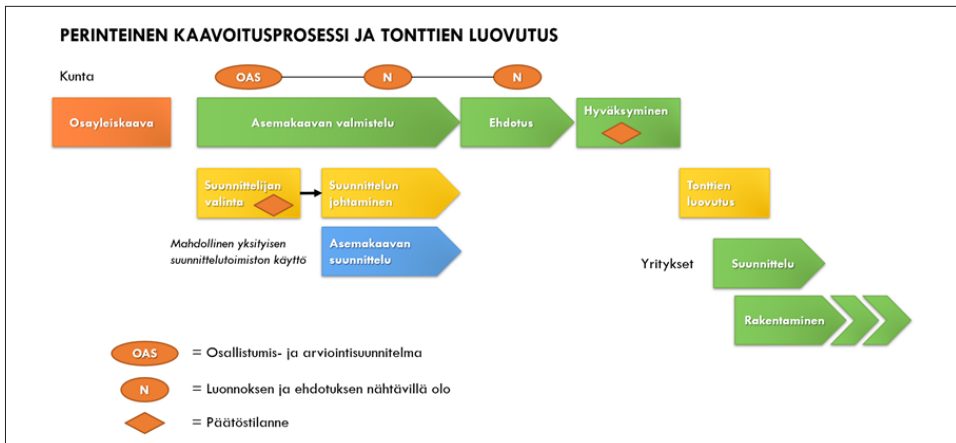 PERINTEINEN KAAVOITUSPROSESSI JA TONTTIEN LUOVUTUS
Kunta
OAS
N
N
Osayleiskaava
Asemakaavan valmistelu
Ehdotus
Hyväksyminen
Suunnittelijan
valinta
Suunnittelun
johtaminen
Tonttien
luovutus
Mahdollinen yksityisen
suunnittelutoimiston käyttö
Asemakaavan
suunnittelu
Yritykset
Suunnittelu
Rakentaminen
OAS = Osallistumis- ja arviointisuunnitelma
N = Luonnoksen ja ehdotuksen nähtävillä olo
= Päätöstilanne